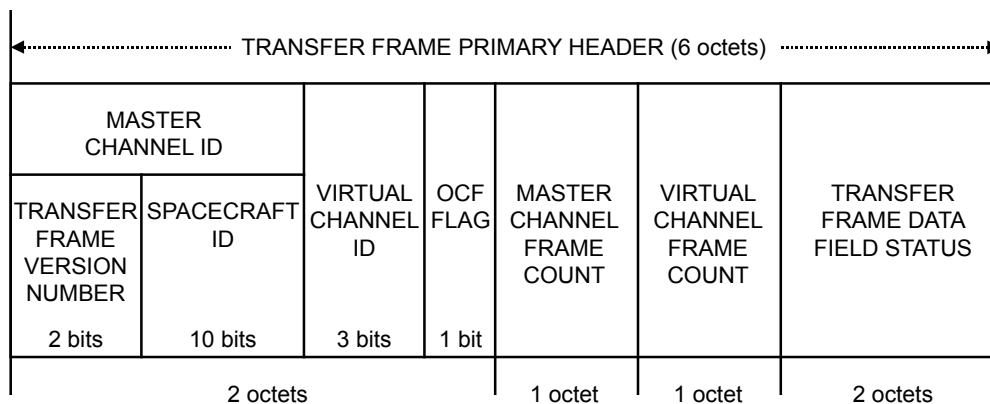 TRANSFER FRAME PRIMARY HEADER (6 octets)
MASTER
CHANNEL ID
TRANSFER
FRAME
VERSION
NUMBER
2 bits
SPACECRAFT
ID
10 bits
VIRTUAL
CHANNEL
ID
3 bits
OCF
FLAG
1 bit
MASTER
CHANNEL
FRAME
COUNT
VIRTUAL
CHANNEL
FRAME
COUNT
TRANSFER
FRAME DATA
FIELD STATUS
2 octets
1 octet
1 octet
2 octets